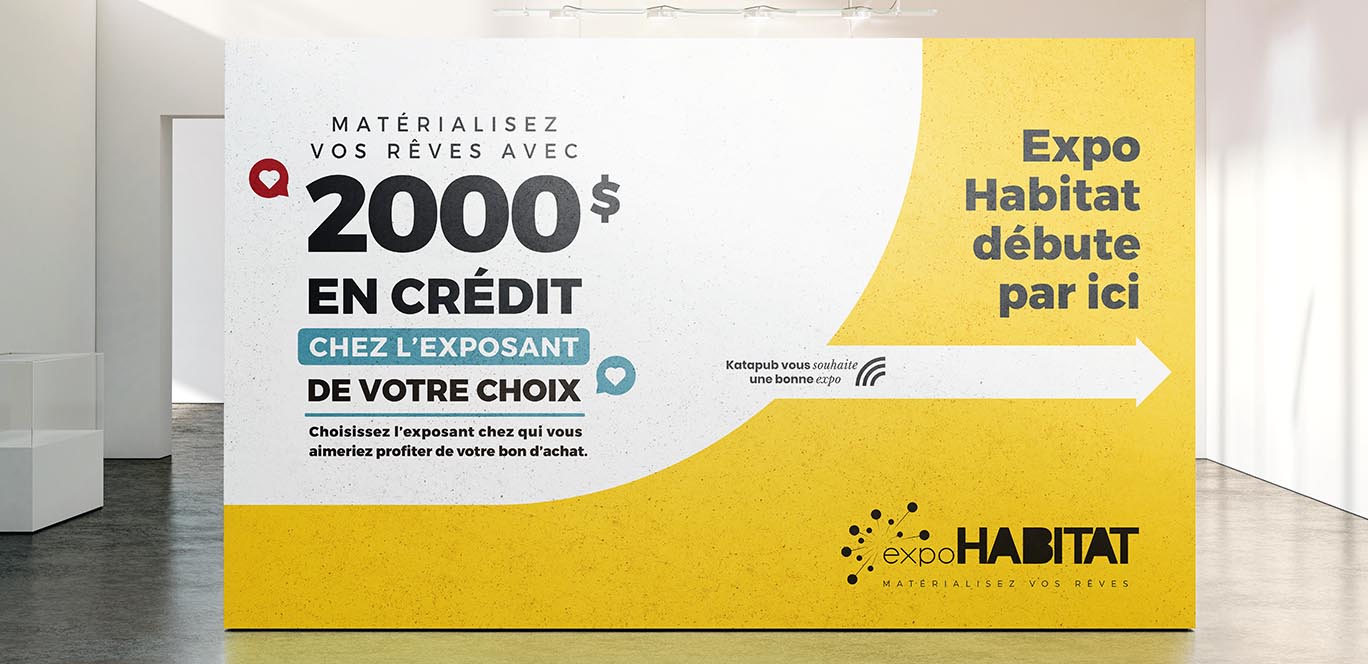 MATÉRIALISEZ
VOS RÊVES AVEC
2000$
EN CRÉDIT
CHEZ L'EXPOSANT
DE VOTRE CHOIX
Choisissez l'exposant chez qui vous
aimeriez profiter de votre bon d'achat.
Expo
Habitat
débute
par ici
Katapub vous souhaite
une bonne expo
expoHABITAT
MATÉRIALISEZ VOS RÊVES